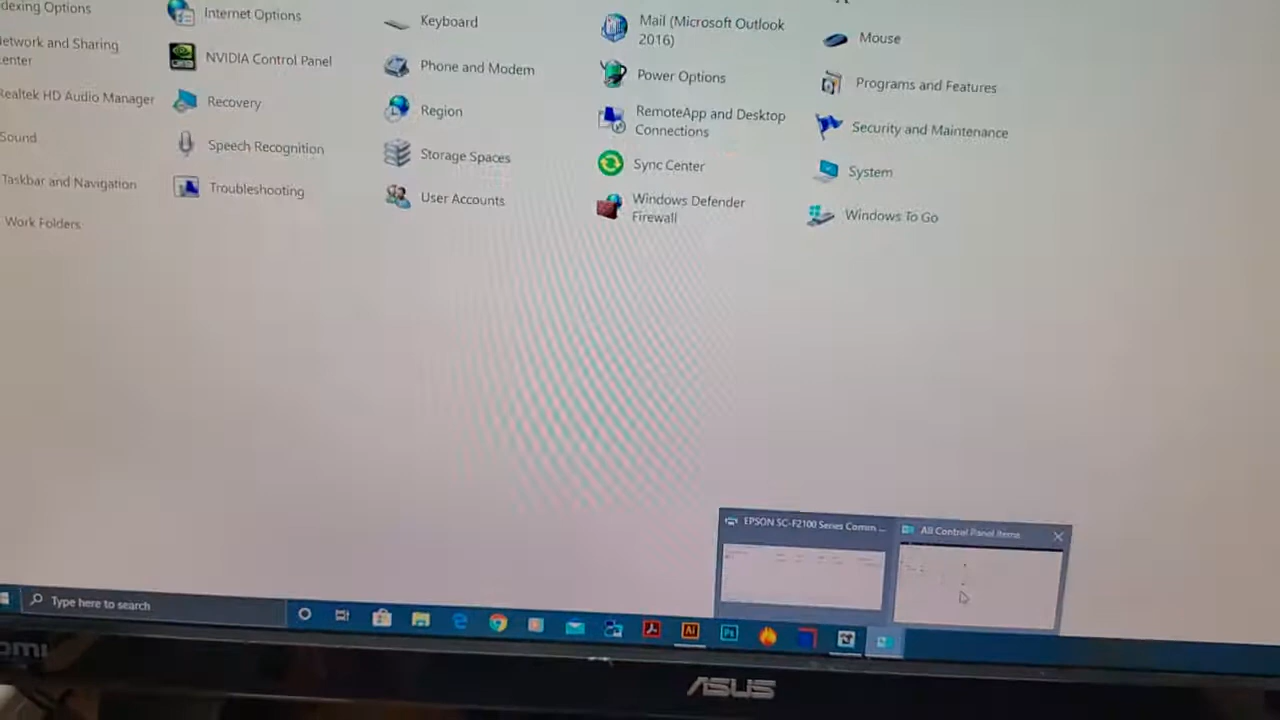 dexing Options
Internet Options
Keyboard
Mail (Microsoft Outlook
2016)
Mouse
etwork and Sharing
enter
NVIDIA Control Panel
Phone and Modem
Power Options
Programs and Features
Realtek HD Audio Manager
Recovery
Region
RemoteApp and Desktop
Connections
Security and Maintenance
Sound
Speech Recognition
Storage Spaces
Sync Center
System
Taskbar and Navigation
Troubleshooting
User Accounts
Windows Defender
Firewall
Windows To Go
Work Folders
EPSON SC-F2100 Series Comm ...
All Control Panel Items
Type here to search
Ai
Ps
ASUS